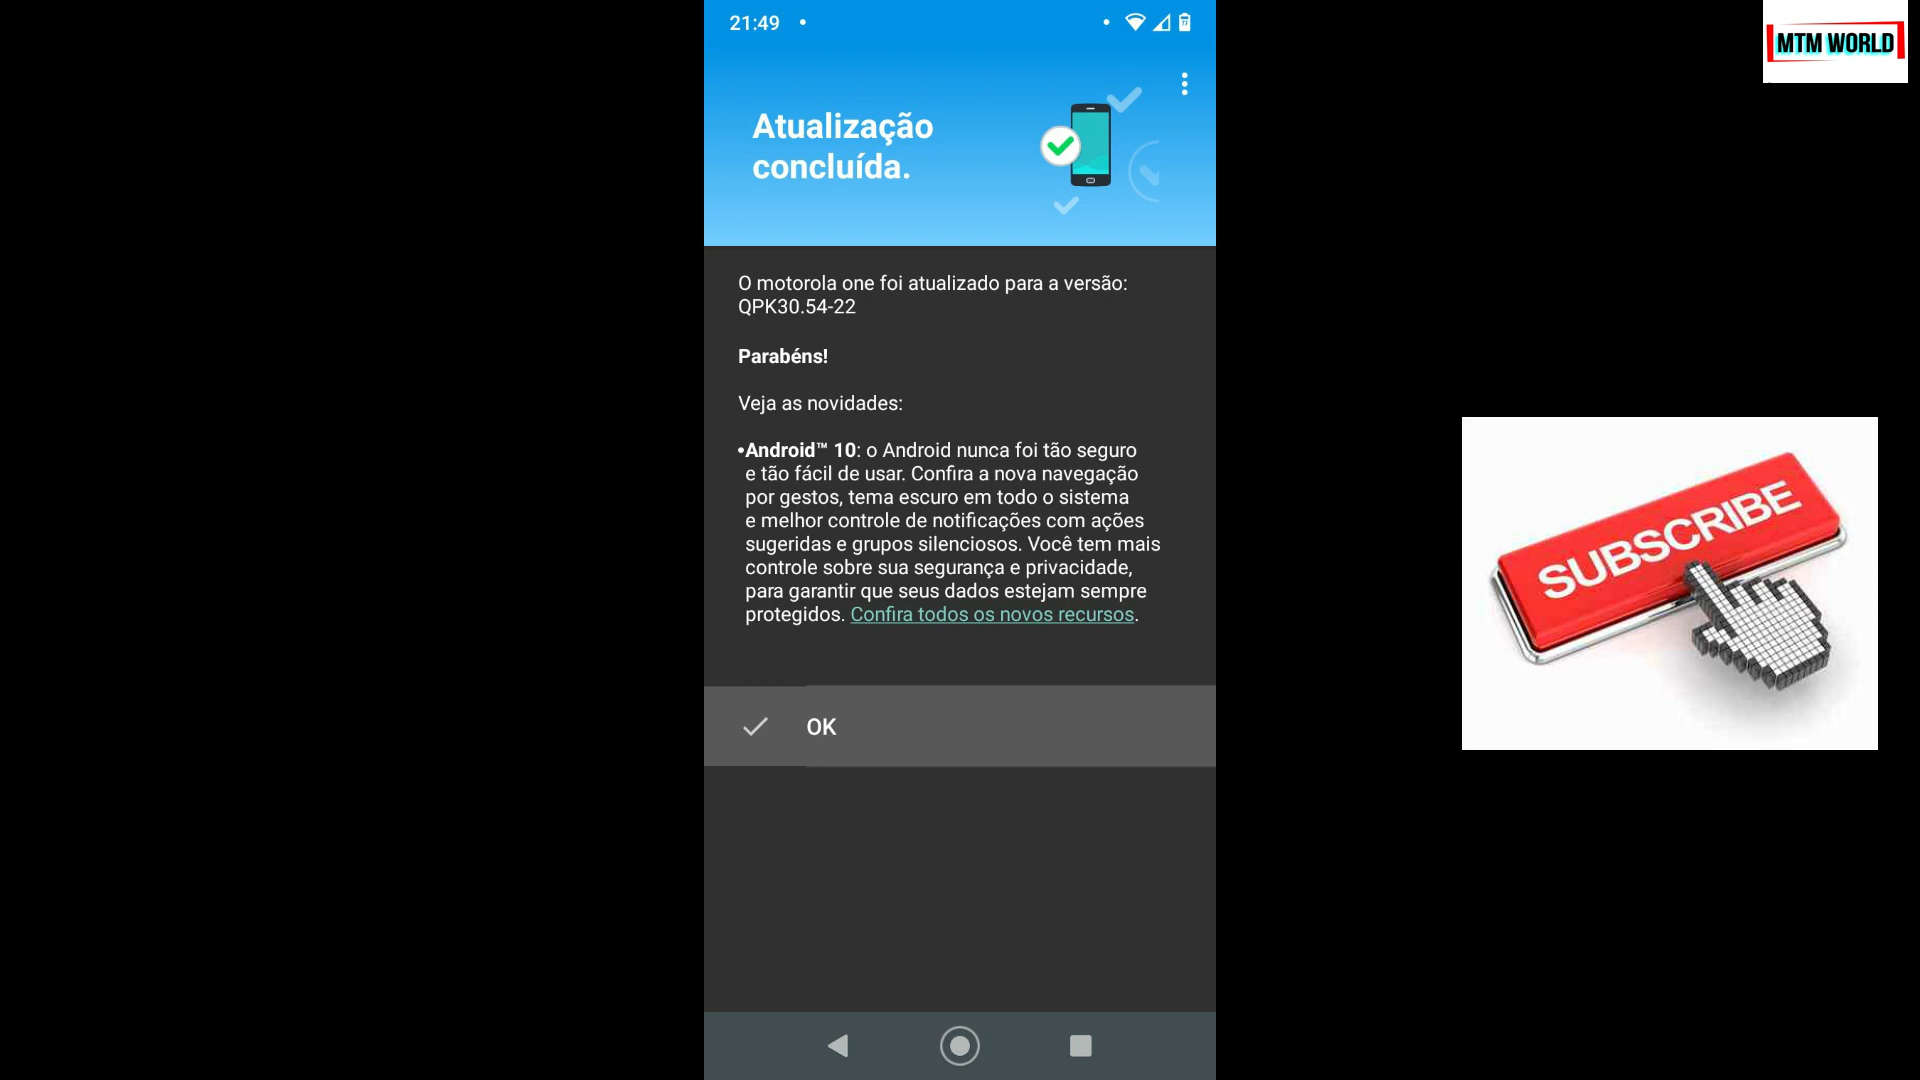 21:49
MTM WORLD
Atualização
concluída.
O motorola one foi atualizado para a versão:
QPK30.54-22
Parabéns!
Veja as novidades:
•Android™ 10: o Android nunca foi tão seguro
e tão fácil de usar. Confira a nova navegação
por gestos, tema escuro em todo o sistema
e melhor controle de notificações com ações
sugeridas e grupos silenciosos. Você tem mais
controle sobre sua segurança e privacidade,
para garantir que seus dados estejam sempre
protegidos. Confira todos os novos recursos.
SUBSCRIBE
OK